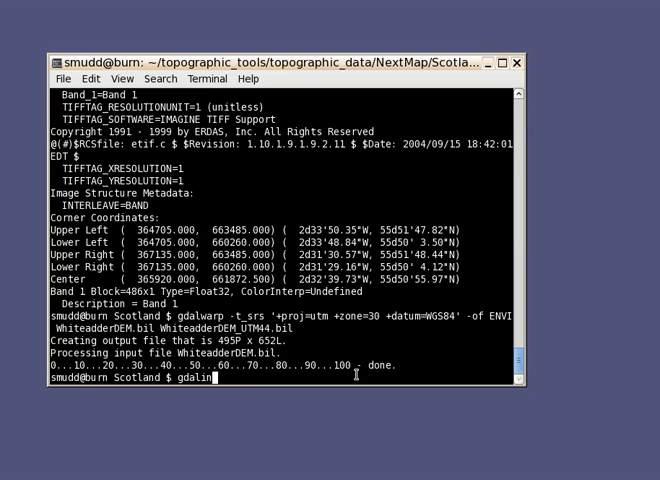 smudd@burn: ~/topographic_tools/topographic_data/NextMap/Scotla...
File Edit View Search Terminal Help
Band_1=Band 1
TIFFTAG_RESOLUTIONUNIT=1 (unitless)
TIFFTAG_SOFTWARE=IMAGINE TIFF Support
Copyright 1991 - 1999 by ERDAS, Inc. All Rights Reserved
@(#)$RCSfile: etif.c $ $Revision: 1.10.1.9.1.9.2.11 $ $Date: 2004/09/15 18:42:01
EDT $
TIFFTAG_XRESOLUTION=1
TIFFTAG_YRESOLUTION=1
Image Structure Metadata:
INTERLEAVE=BAND
Corner Coordinates:
Upper Left  (  364705.000,  663485.000) (  2d33'50.35"W, 55d51'47.82"N)
Lower Left  (  364705.000,  660260.000) (  2d33'48.84"W, 55d50' 3.50"N)
Upper Right (  367135.000,  663485.000) (  2d31'30.57"W, 55d51'48.44"N)
Lower Right (  367135.000,  660260.000) (  2d31'29.16"W, 55d50' 4.12"N)
Center      (  365920.000,  661872.500) (  2d32'39.73"W, 55d50'55.97"N)
Band 1 Block=486x1 Type=Float32, ColorInterp=Undefined
Description = Band 1
smudd@burn Scotland $ gdalwarp -t_srs '+proj=utm +zone=30 +datum=WGS84' -of ENVI
WhiteadderDEM.bil WhiteadderDEM_UTM44.bil
Creating output file that is 495P x 652L.
Processing input file WhiteadderDEM.bil.
0...10...20...30...40...50...60...70...80...90...100 - done.
smudd@burn Scotland $ gdalin